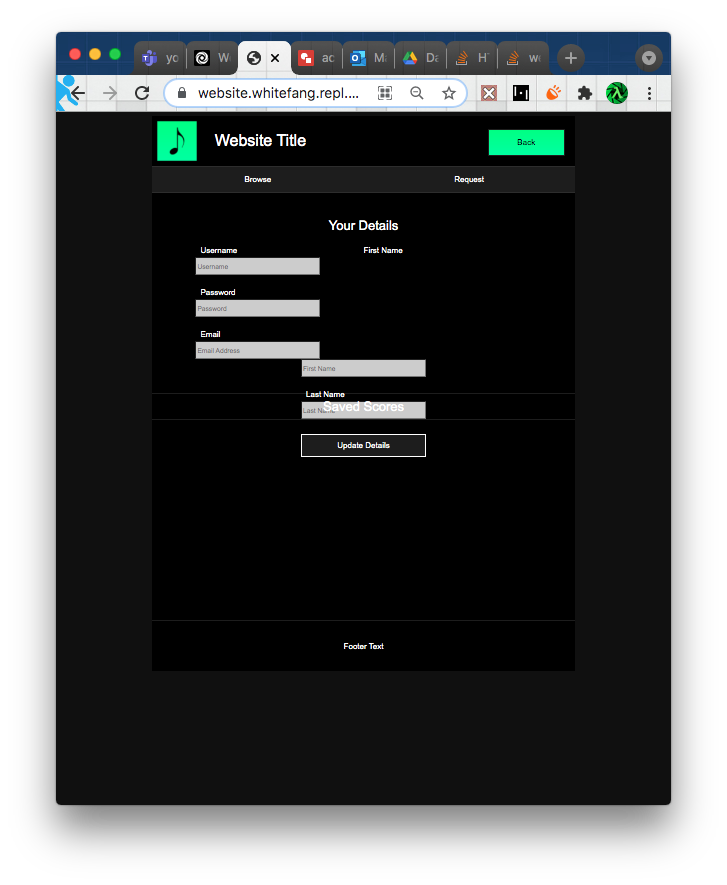 yo
W
ac
M
Da
H
w
website.whitefang.repl....
Website Title
Back
Browse
Request
Your Details
Username
First Name
Username
Password
Password
Email
Email Address
First Name
Last Name
Saved Scores
Last Name
Update Details
Footer Text